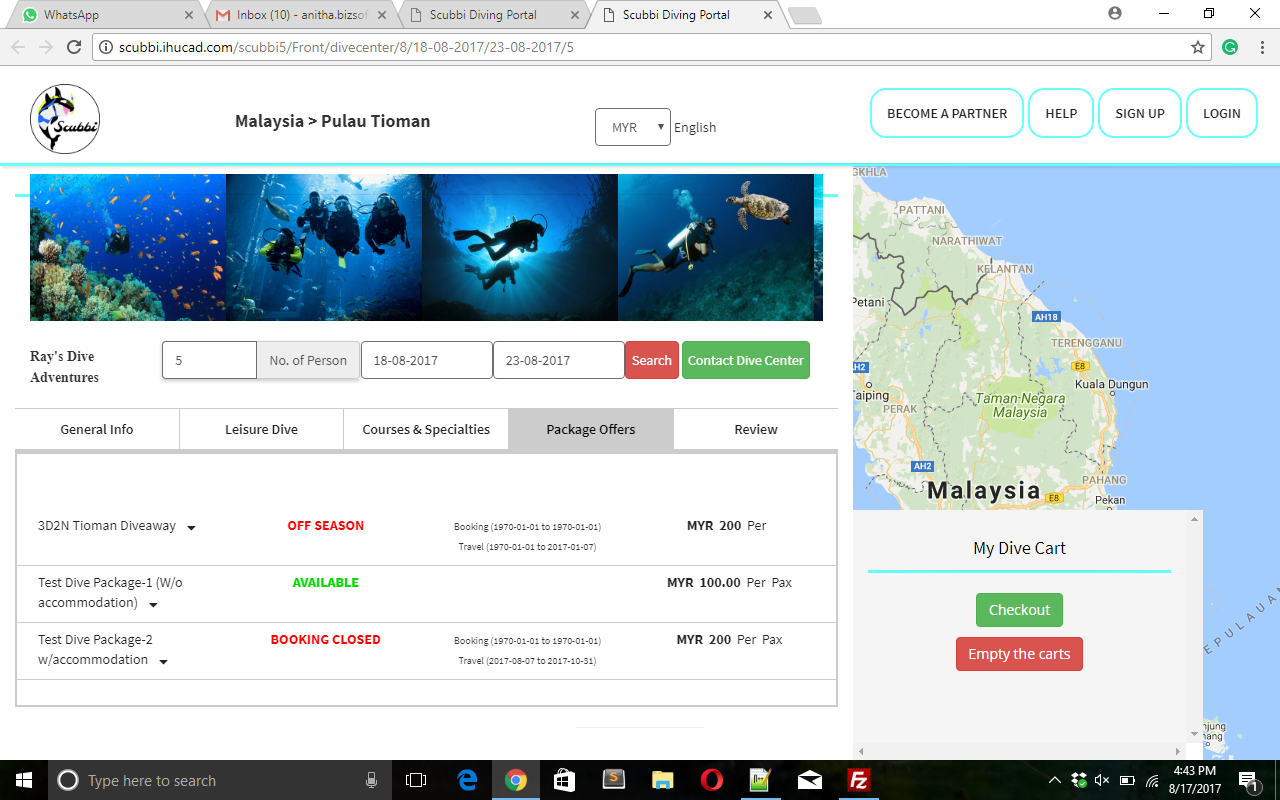 WhatsApp
Inbox (10) - anitha.bizsof
Scubbi Diving Portal
Scubbi Diving Portal
scubbi.ihucad.com/scubbi5/Front/divecenter/8/18-08-2017/23-08-2017/5
Scubbi
Malaysia > Pulau Tioman
MYR
English
BECOME A PARTNER
HELP
SIGN UP
LOGIN
Ray's Dive
Adventures
5
No. of Person
18-08-2017
23-08-2017
Search
Contact Dive Center
General Info
Leisure Dive
Courses & Specialties
Package Offers
Review
3D2N Tioman Diveaway
OFF SEASON
Booking (1970-01-01 to 1970-01-01)
Travel (1970-01-01 to 2017-01-07)
MYR 200 Per
Test Dive Package-1 (W/o
accommodation)
AVAILABLE
MYR 100.00 Per Pax
Test Dive Package-2
w/accommodation
BOOKING CLOSED
Booking (1970-01-01 to 1970-01-01)
Travel (2017-08-07 to 2017-10-31)
MYR 200 Per Pax
GKHLA
PATTANI
NARATHIWAT
KELANTAN
Petani
AH18
TERENGGANU
H2
E8
Taiping
Kuala Dungun
PERAK
Taman-Negara
Malaysia
AH2
PAHANG
Malaysia
E8
Pekan
EPULAUAN
njung
nang
My Dive Cart
Checkout
Empty the carts
Type here to search
4:43 PM
8/17/2017
1